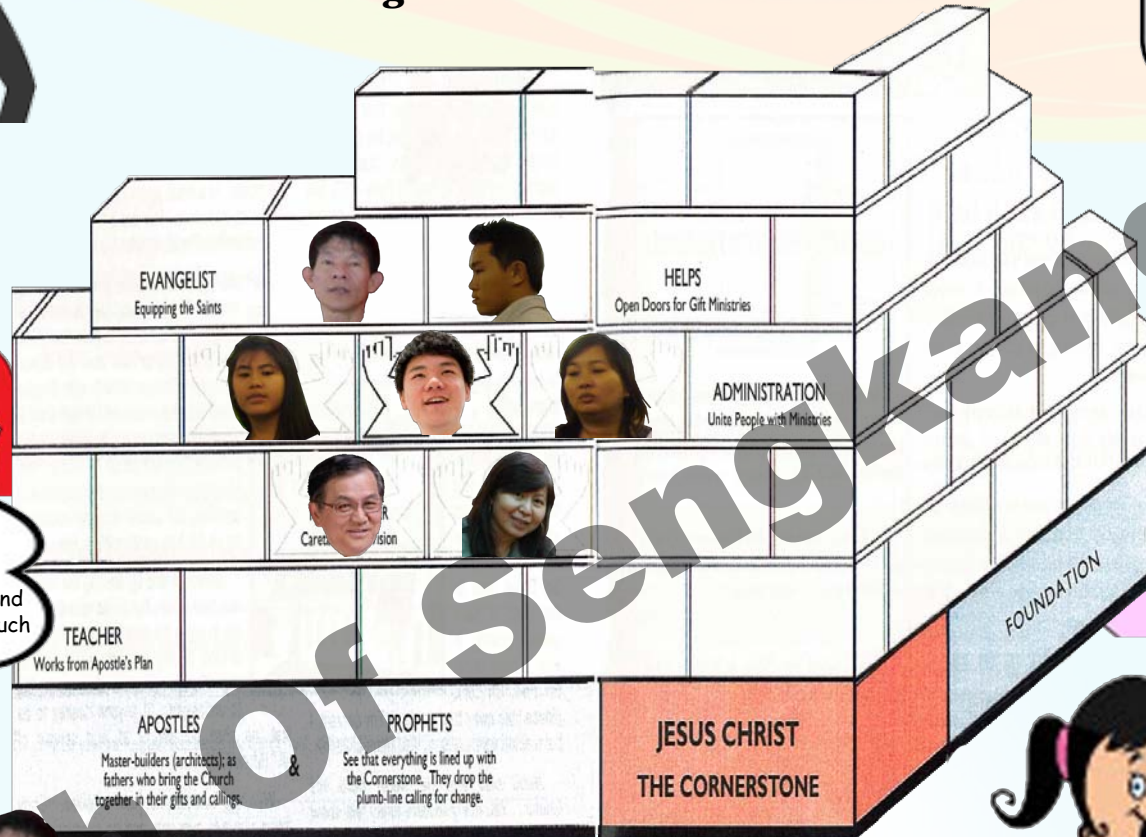 EVANGELIST
Equipping the Saints
HELPS
Open Doors for Gift Ministries
ADMINISTRATION
Unite People with Ministries
TEACHER
Works from Apostle's Plan
FOUNDATION
APOSTLES
Master-builders (architects); as
fathers who bring the Church
together in their gifts and callings.
&
PROPHETS
See that everything is lined up with
the Cornerstone. They drop the
plumb-line calling for change.
JESUS CHRIST
THE CORNERSTONE
of Sengkang